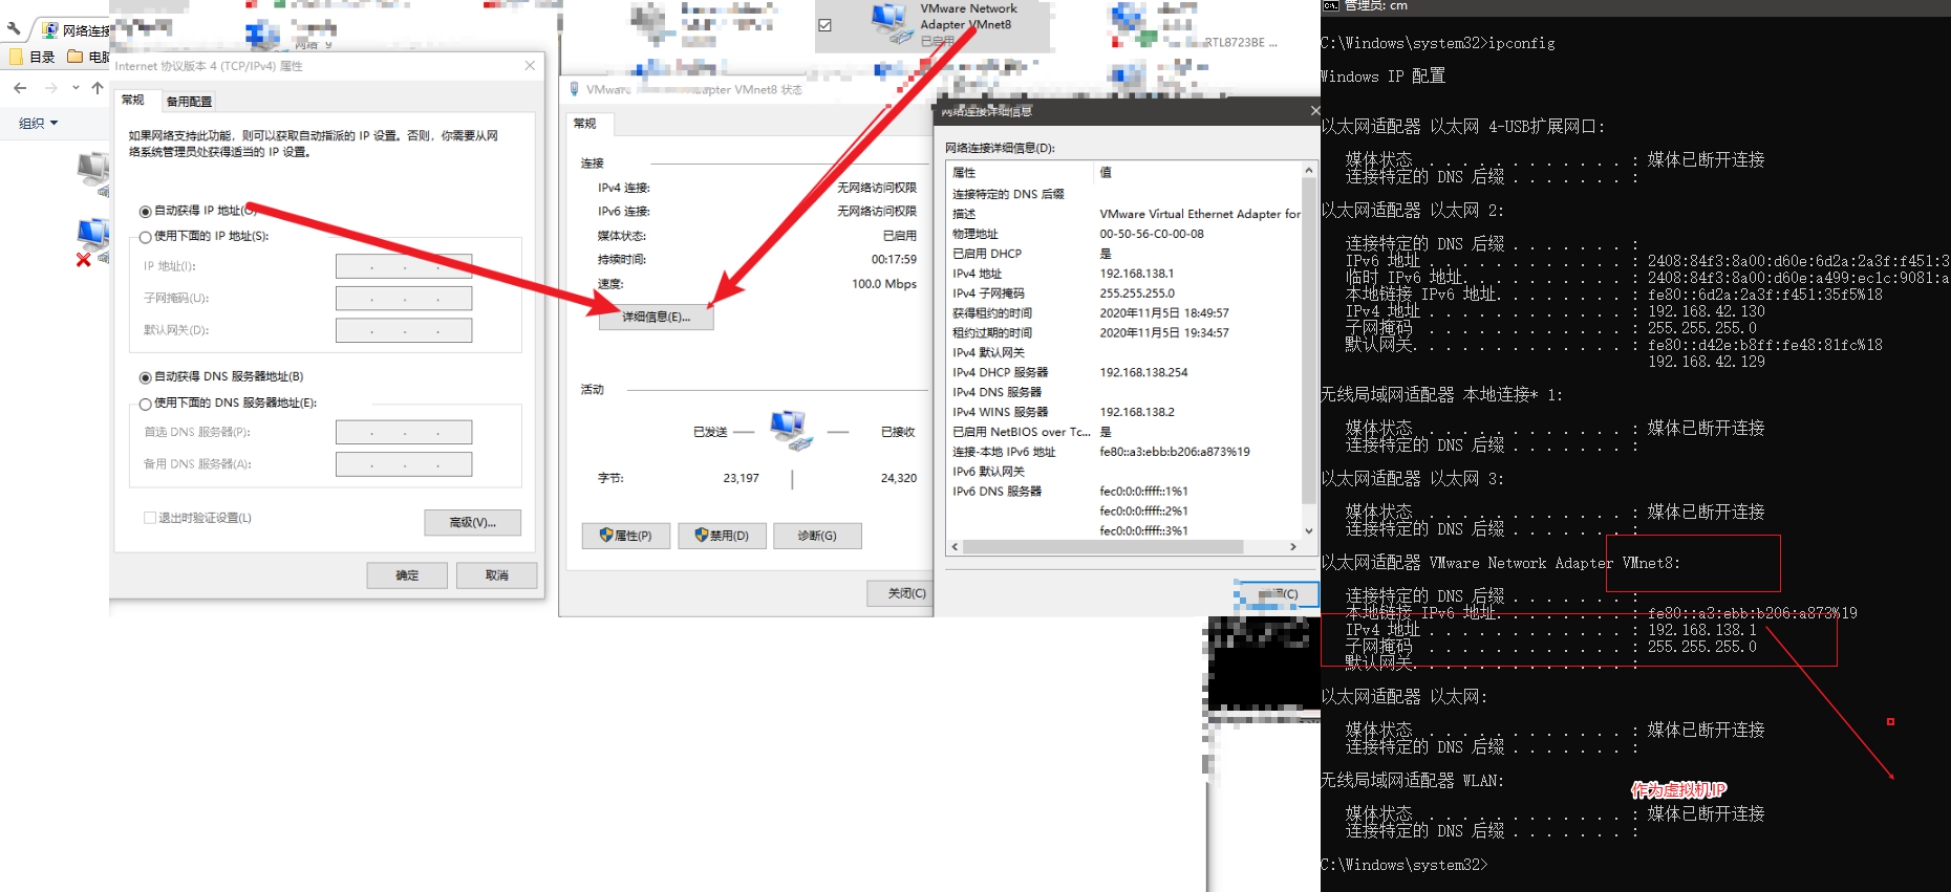 网络连接
目录
组织
网络 9
Internet 协议版本 4 (TCP/IPv4) 属性
常规
备用配置
如果网络支持此功能，则可以获取自动指派的 IP 设置。否则，你需要从网
络系统管理员处获得适当的 IP 设置。
自动获得 IP 地址(O)
使用下面的 IP 地址(S):
IP 地址(I):
子网掩码(U):
默认网关(D):
自动获得 DNS 服务器地址(B)
使用下面的 DNS 服务器地址(E):
首选 DNS 服务器(P):
备用 DNS 服务器(A):
退出时验证设置(L)
高级(V)...
确定
取消
VMware Network
Adapter VMnet8
已启用
RTL8723BE ...
VMware
Adapter VMnet8 状态
常规
连接
IPv4 连接:
无网络访问权限
IPv6 连接:
无网络访问权限
媒体状态:
已启用
持续时间:
00:17:59
速度:
100.0 Mbps
详细信息(E)...
活动
已发送
已接收
字节:
23,197
24,320
属性(P)
禁用(D)
诊断(G)
关闭(C)
网络连接详细信息
网络连接详细信息(D):
属性 值
连接特定的 DNS 后缀
描述 VMware Virtual Ethernet Adapter for
物理地址 00-50-56-C0-00-08
已启用 DHCP 是
IPv4 地址 192.168.138.1
IPv4 子网掩码 255.255.255.0
获得租约的时间 2020年11月5日 18:49:57
租约过期的时间 2020年11月5日 19:34:57
IPv4 默认网关
IPv4 DHCP 服务器 192.168.138.254
IPv4 DNS 服务器
IPv4 WINS 服务器 192.168.138.2
已启用 NetBIOS over Tc... 是
连接-本地 IPv6 地址 fe80::a3:ebb:b206:a873%19
IPv6 默认网关
IPv6 DNS 服务器 fec0:0:0:ffff::1%1
fec0:0:0:ffff::2%1
fec0:0:0:ffff::3%1
(C)
管理员: cm
C:\Windows\system32>ipconfig
Windows IP 配置
以太网适配器 以太网 4-USB扩展网口:
媒体状态 . . . . . . . . . . . . : 媒体已断开连接
连接特定的 DNS 后缀 . . . . . . . :
以太网适配器 以太网 2:
连接特定的 DNS 后缀 . . . . . . . :
IPv6 地址 . . . . . . . . . . . . : 2408:84f3:8a00:d60e:6d2a:2a3f:f451:3
临时 IPv6 地址. . . . . . . . . . : 2408:84f3:8a00:d60e:a499:ec1c:9081:a
本地链接 IPv6 地址. . . . . . . . : fe80::6d2a:2a3f:f451:35f5%18
IPv4 地址 . . . . . . . . . . . . : 192.168.42.130
子网掩码 . . . . . . . . . . . . : 255.255.255.0
默认网关. . . . . . . . . . . . . : fe80::d42e:b8ff:fe48:81fc%18
192.168.42.129
无线局域网适配器 本地连接* 1:
媒体状态 . . . . . . . . . . . . : 媒体已断开连接
连接特定的 DNS 后缀 . . . . . . . :
以太网适配器 以太网 3:
媒体状态 . . . . . . . . . . . . : 媒体已断开连接
连接特定的 DNS 后缀 . . . . . . . :
以太网适配器 VMware Network Adapter VMnet8:
连接特定的 DNS 后缀 . . . . . . . :
本地链接 IPv6 地址. . . . . . . . : fe80::a3:ebb:b206:a873%19
IPv4 地址 . . . . . . . . . . . . : 192.168.138.1
子网掩码 . . . . . . . . . . . . : 255.255.255.0
默认网关. . . . . . . . . . . . . :
以太网适配器 以太网:
媒体状态 . . . . . . . . . . . . : 媒体已断开连接
连接特定的 DNS 后缀 . . . . . . . :
无线局域网适配器 WLAN:
作为虚拟机IP
媒体状态 . . . . . . . . . . . . : 媒体已断开连接
连接特定的 DNS 后缀 . . . . . . . :
C:\Windows\system32>